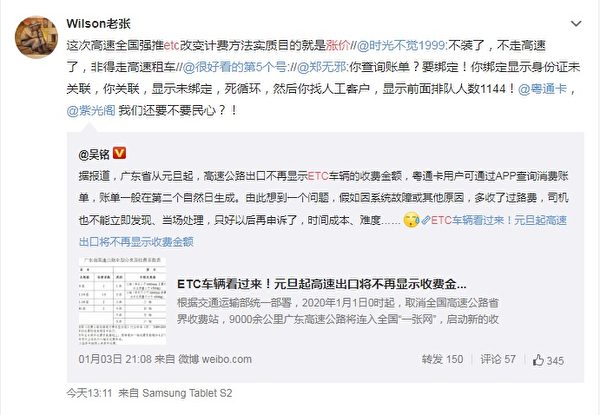 Wilson老张
这次高速全国强推etc改变计费方法实质目的就是涨价//@时光不觉1999:不装了，不走高速
了，非得走高速租车//@很好看的第5个号://@郑无邪:你查询账单？要绑定！你绑定显示身份证未
关联，你关联，显示未绑定，死循环，然后你找人工客户，显示前面排队人数1144！@粤通卡，
@紫光阁 我们还要不要民心？！
@吴铭
据报道，广东省从元旦起，高速公路出口不再显示ETC车辆的收费金额，粤通卡用户可通过APP查询消费账
单，账单一般在第二个自然日生成。由此想到一个问题，假如因系统故障或其他原因，多收了过路费，司机
也不能立即发现、当场处理，只好以后再申诉了，时间成本、难度…… ETC车辆看过来！元旦起高速
出口将不再显示收费金额
ETC车辆看过来！元旦起高速出口将不再显示收费金...
根据交通运输部统一部署，2020年1月1日0时起，取消全国高速公路省
界收费站，9000余公里广东高速公路将连入全国“一张网”，启动新的收
01月03日 21:08 来自 微博 weibo.com
转发 150 评论 57 345
今天13:11 来自 Samsung Tablet S2